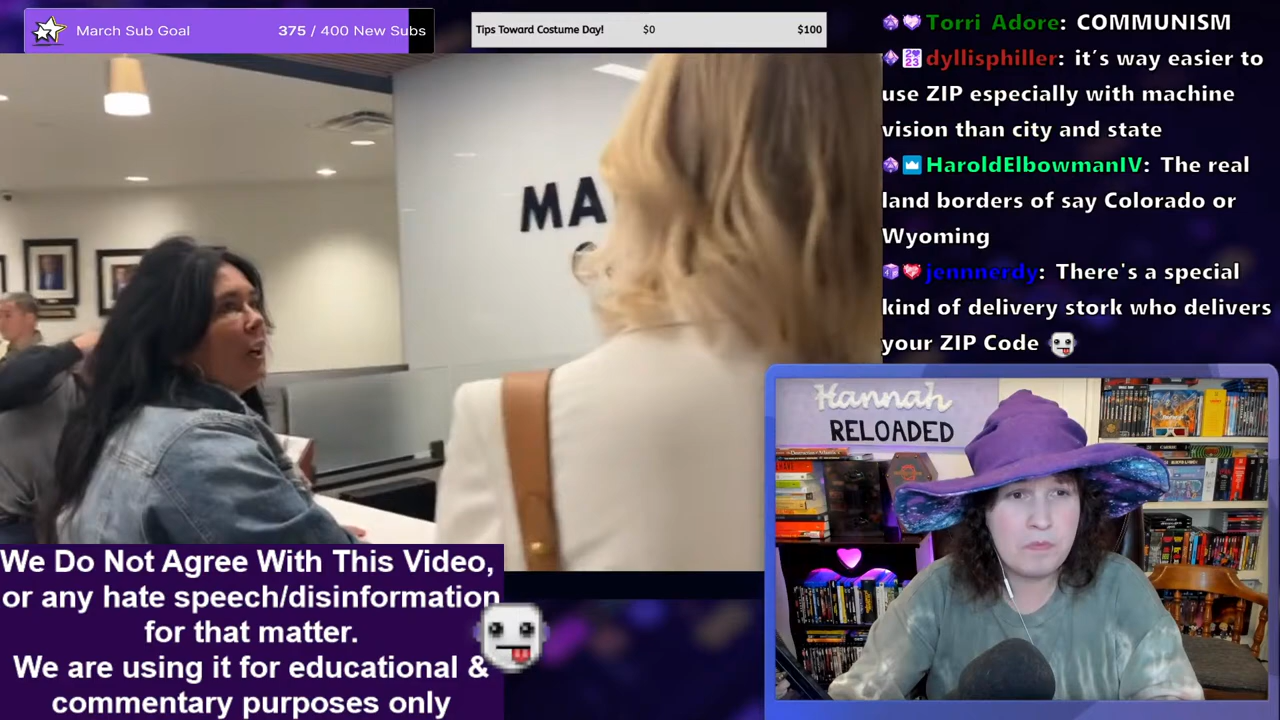 March Sub Goal 375 / 400 New Subs
Tips Toward Costume Day! $0 $100
Torri Adore: COMMUNISM
dyllisphiller: it's way easier to
use ZIP especially with machine
vision than city and state
HaroldElbowmanIV: The real
land borders of say Colorado or
Wyoming
jennnerdy: There's a special
kind of delivery stork who delivers
your ZIP Code
MA
Hannah
RELOADED
We Do Not Agree With This Video,
or any hate speech/disinformation
for that matter.
We are using it for educational &
commentary purposes only